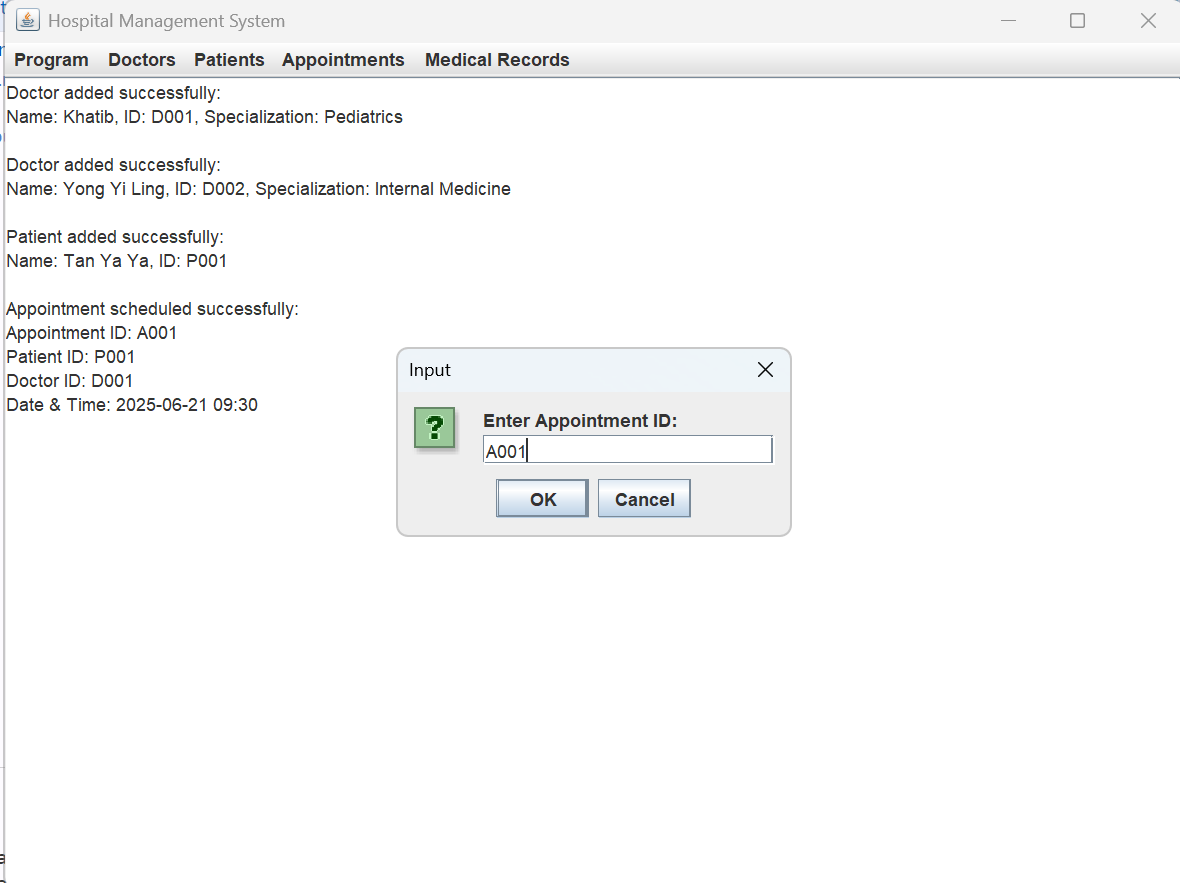 Hospital Management System
Program Doctors Patients Appointments Medical Records
Doctor added successfully:
Name: Khatib, ID: D001, Specialization: Pediatrics
Doctor added successfully:
Name: Yong Yi Ling, ID: D002, Specialization: Internal Medicine
Patient added successfully:
Name: Tan Ya Ya, ID: P001
Appointment scheduled successfully:
Appointment ID: A001
Patient ID: P001
Doctor ID: D001
Date & Time: 2025-06-21 09:30
Input
?
Enter Appointment ID:
A001
OK Cancel